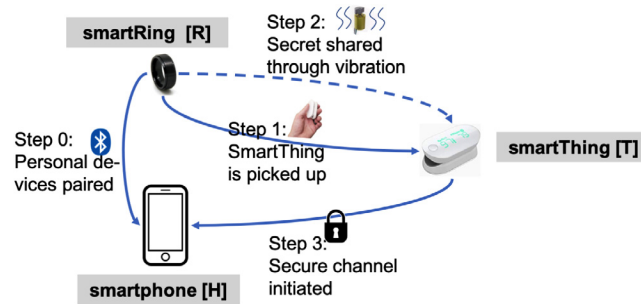 smartRing [R]
Step 2:
Secret shared
through vibration
Step 0:
Personal de-
vices paired
Step 1:
SmartThing
is picked up
smartThing [T]
Step 3:
Secure channel
initiated
smartphone [H]